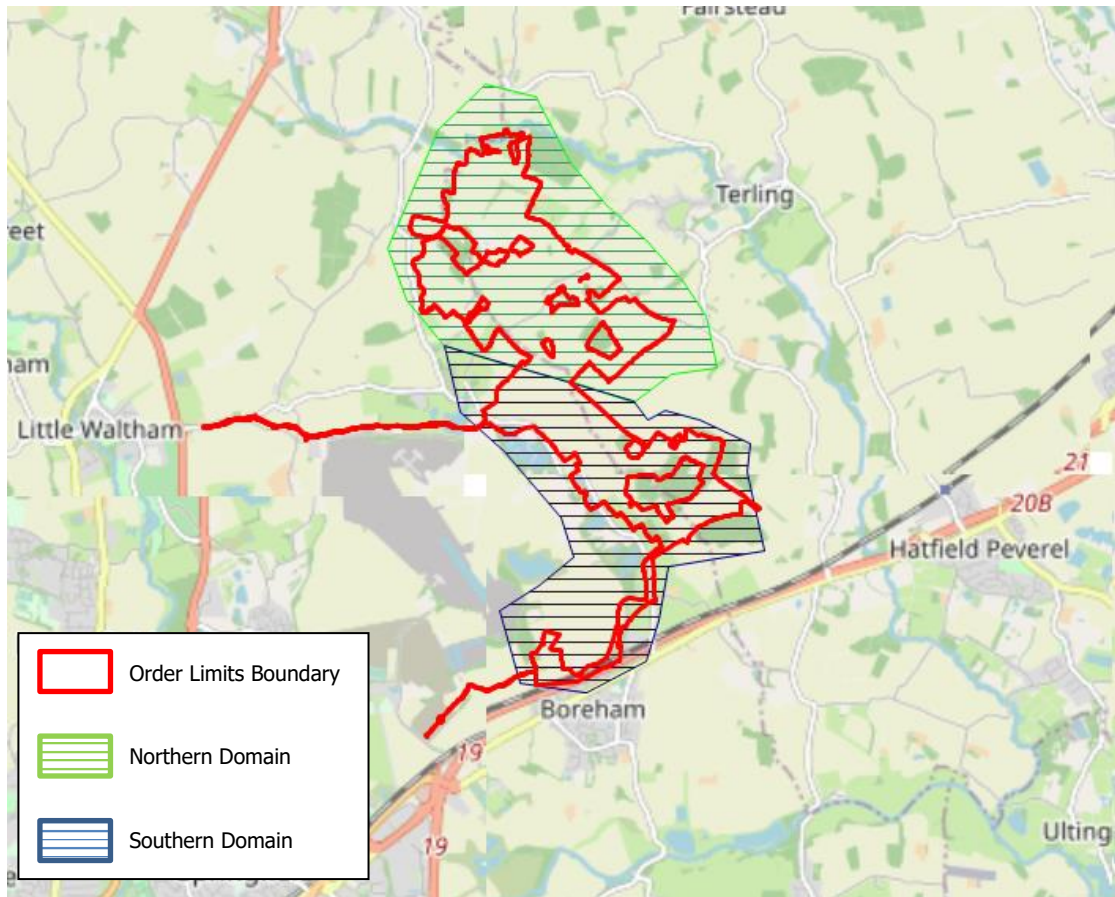 Fairstead
Terling
reet
ham
Little Waltham
21
20B
Hatfield Peverel
Order Limits Boundary
Boreham
19
Northern Domain
Southern Domain
19
Ulting